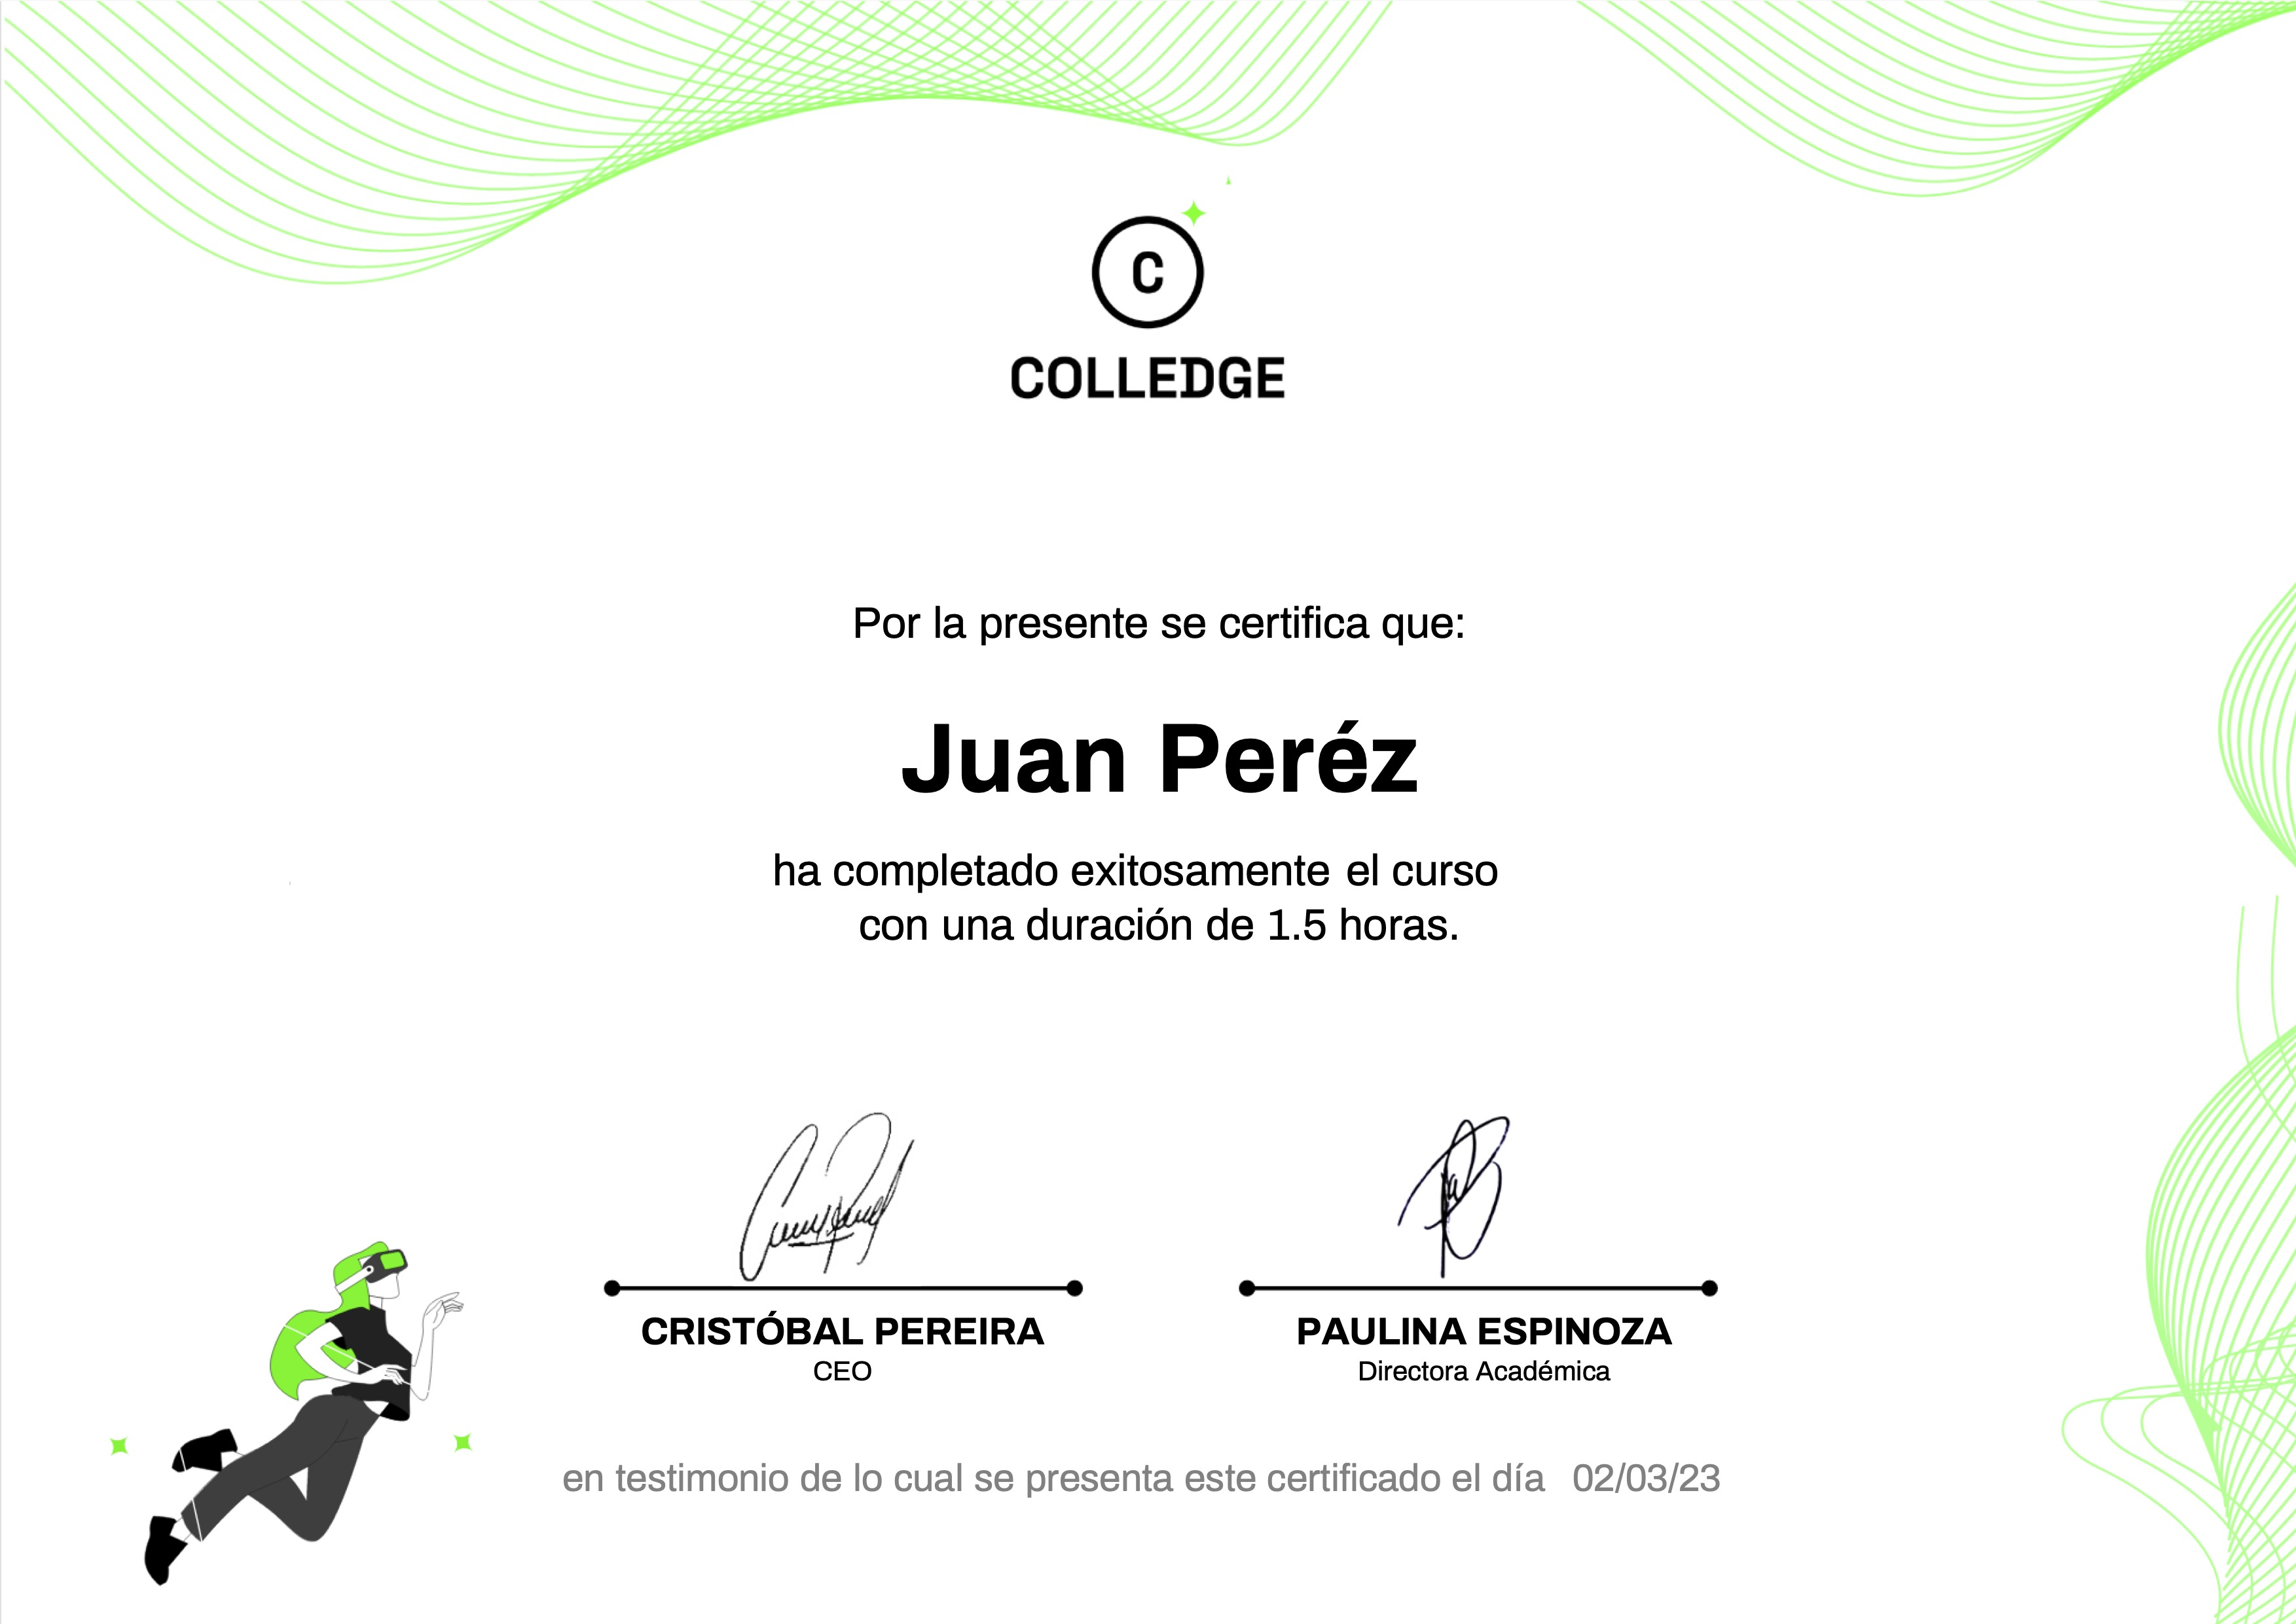 C
COLLEDGE
Por la presente se certifica que:
Juan Peréz
ha completado exitosamente el curso
con una duración de 1.5 horas.
CRISTÓBAL PEREIRA
CEO
PAULINA ESPINOZA
Directora Académica
en testimonio de lo cual se presenta este certificado el día 02/03/23